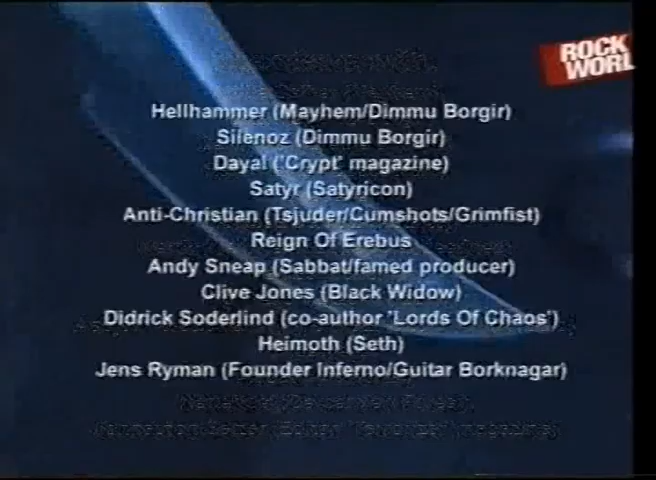 ROCK
WORL
Hellhammer (Mayhem/Dimmu Borgir)
Silenoz (Dimmu Borgir)
Dayal ('Crypt' magazine)
Satyr (Satyricon)
Anti-Christian (Tsjuder/Cumshots/Grimfist)
Reign Of Erebus
Andy Sneap (Sabbat/famed producer)
Clive Jones (Black Widow)
Didrick Soderlind (co-author 'Lords Of Chaos')
Heimoth (Seth)
Jens Ryman (Founder Inferno/Guitar Borknagar)